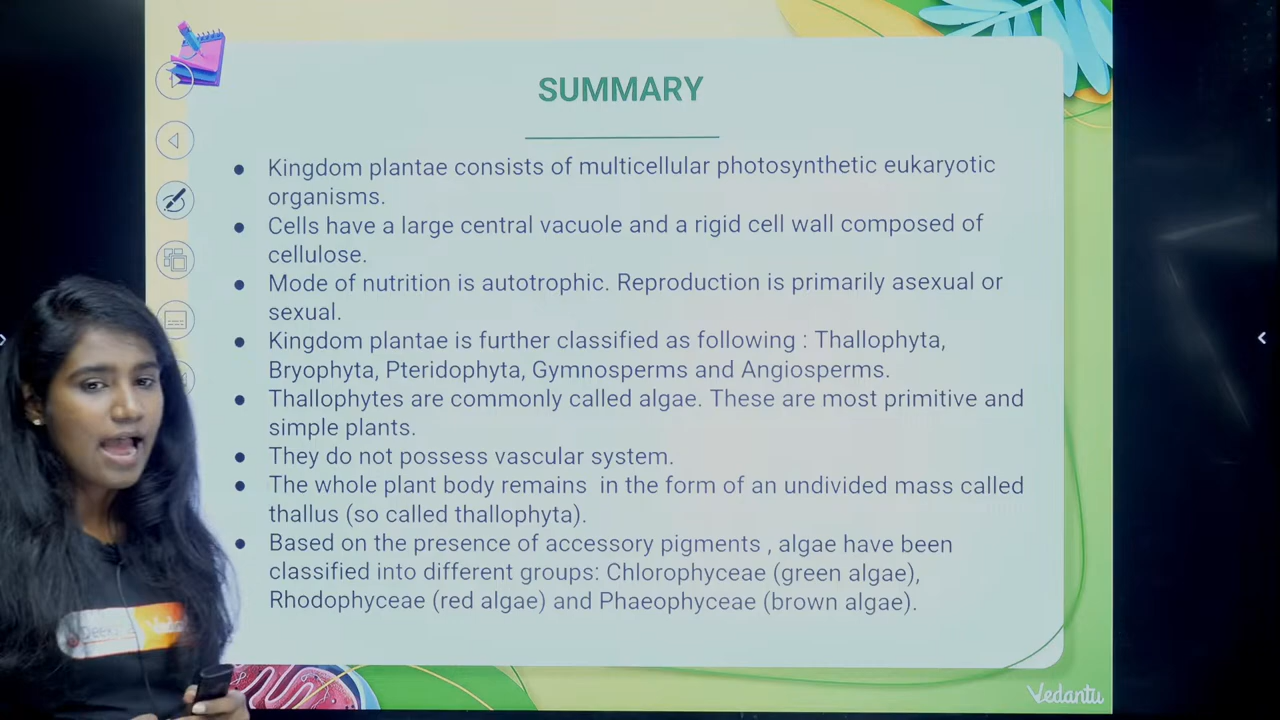 SUMMARY
● Kingdom plantae consists of multicellular photosynthetic eukaryotic
organisms.
● Cells have a large central vacuole and a rigid cell wall composed of
cellulose.
● Mode of nutrition is autotrophic. Reproduction is primarily asexual or
sexual.
● Kingdom plantae is further classified as following : Thallophyta,
Bryophyta, Pteridophyta, Gymnosperms and Angiosperms.
● Thallophytes are commonly called algae. These are most primitive and
simple plants.
● They do not possess vascular system.
● The whole plant body remains in the form of an undivided mass called
thallus (so called thallophyta).
● Based on the presence of accessory pigments , algae have been
classified into different groups: Chlorophyceae (green algae),
Rhodophyceae (red algae) and Phaeophyceae (brown algae).
Vedantu